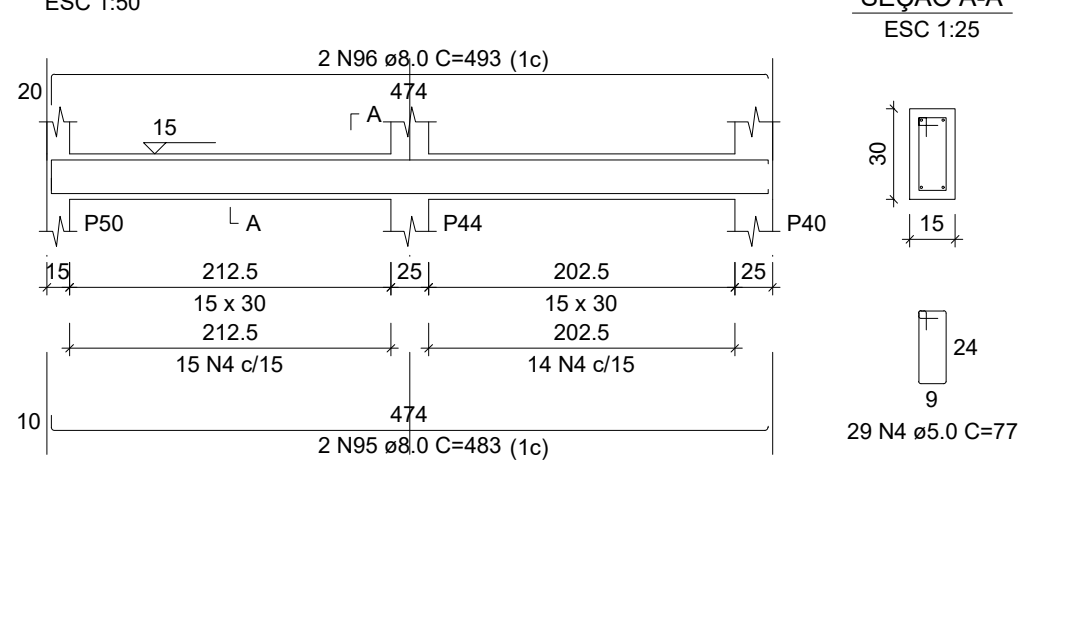 ESC 1:50
SEÇÃO A-A
ESC 1:25
2 N96 ø8.0 C=493 (1c)
20
474
A
15
30
A
P50
P44
P40
15
15
212.5
25
202.5
25
15 x 30
15 x 30
212.5
202.5
15 N4 c/15
14 N4 c/15
24
9
10
474
29 N4 ø5.0 C=77
2 N95 ø8.0 C=483 (1c)